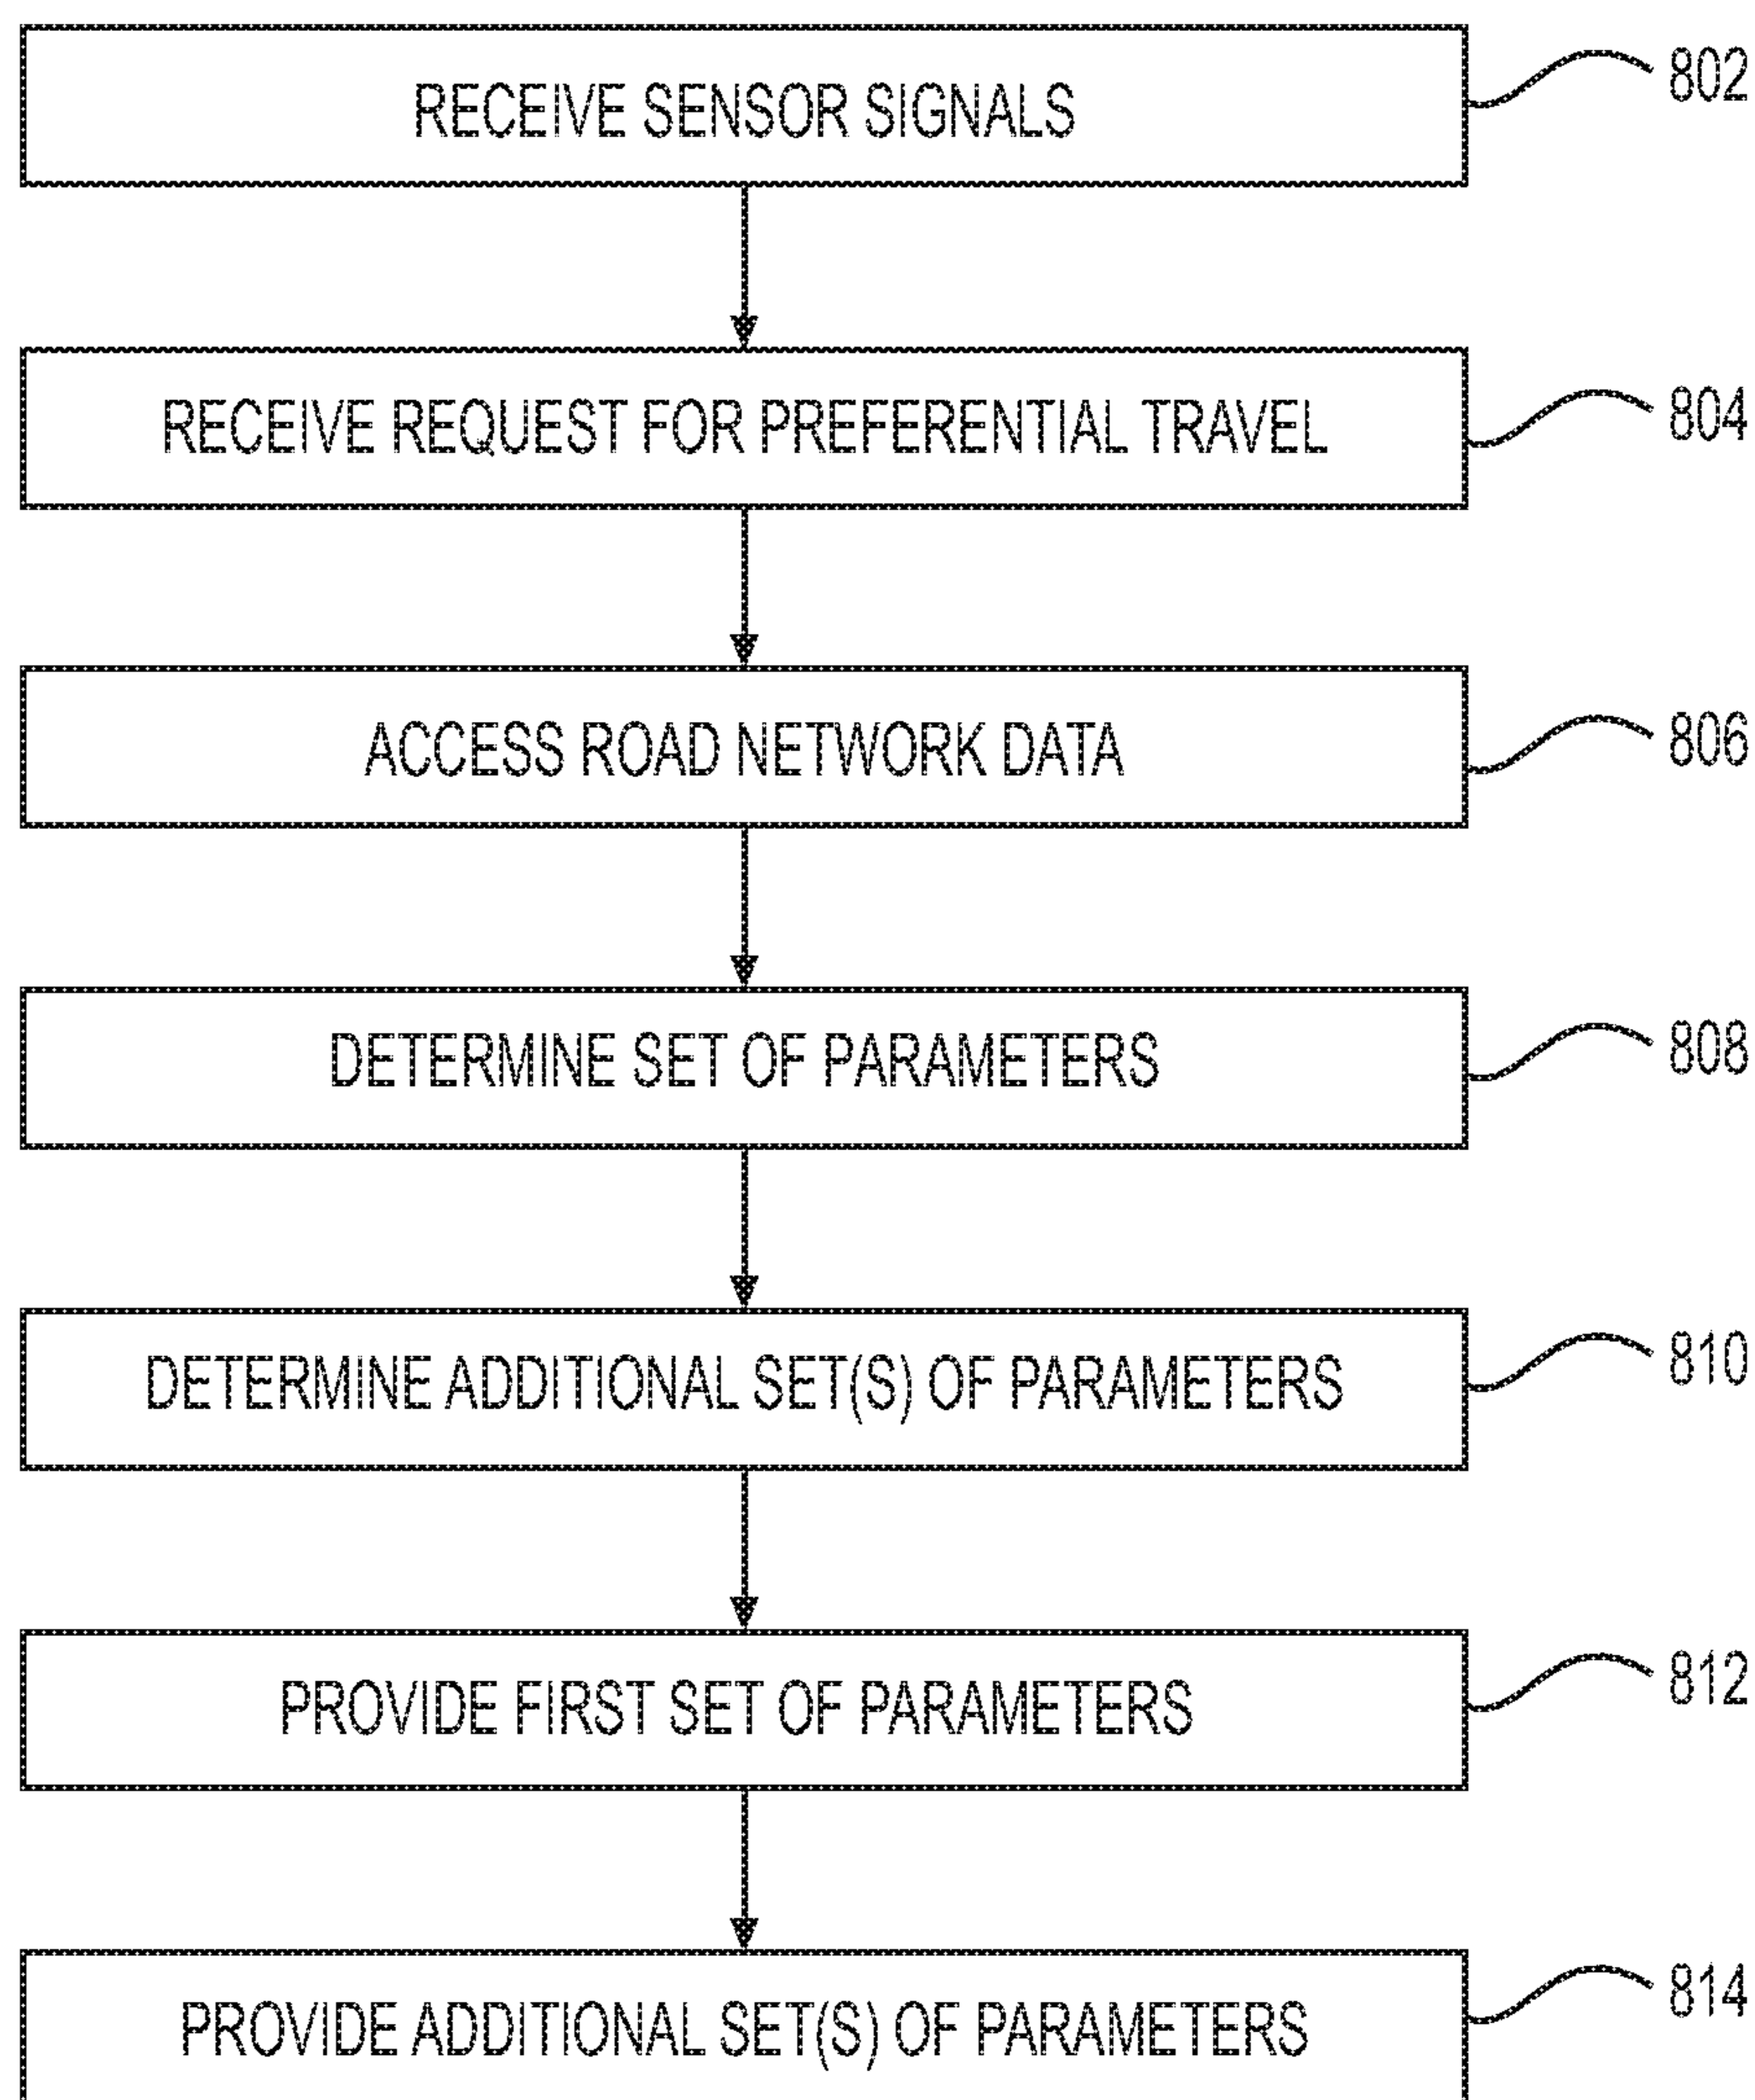 RECEIVE SENSOR SIGNALS 802
RECEIVE REQUEST FOR PREFERENTIAL TRAVEL 804
ACCESS ROAD NETWORK DATA 806
DETERMINE SET OF PARAMETERS 808
DETERMINE ADDITIONAL SET(S) OF PARAMETERS 810
PROVIDE FIRST SET OF PARAMETERS 812
PROVIDE ADDITIONAL SET(S) OF PARAMETERS 814